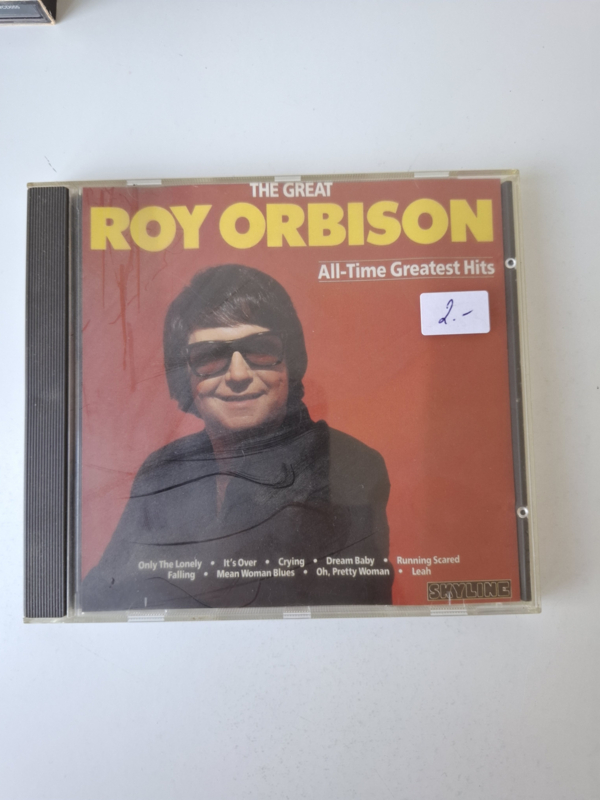 THE GREAT
ROY ORBISON
All-Time Greatest Hits
2.-
Only The Lonely • It's Over • Crying • Dream Baby • Running Scared
Falling • Mean Woman Blues • Oh, Pretty Woman • Leah
SKYLINE